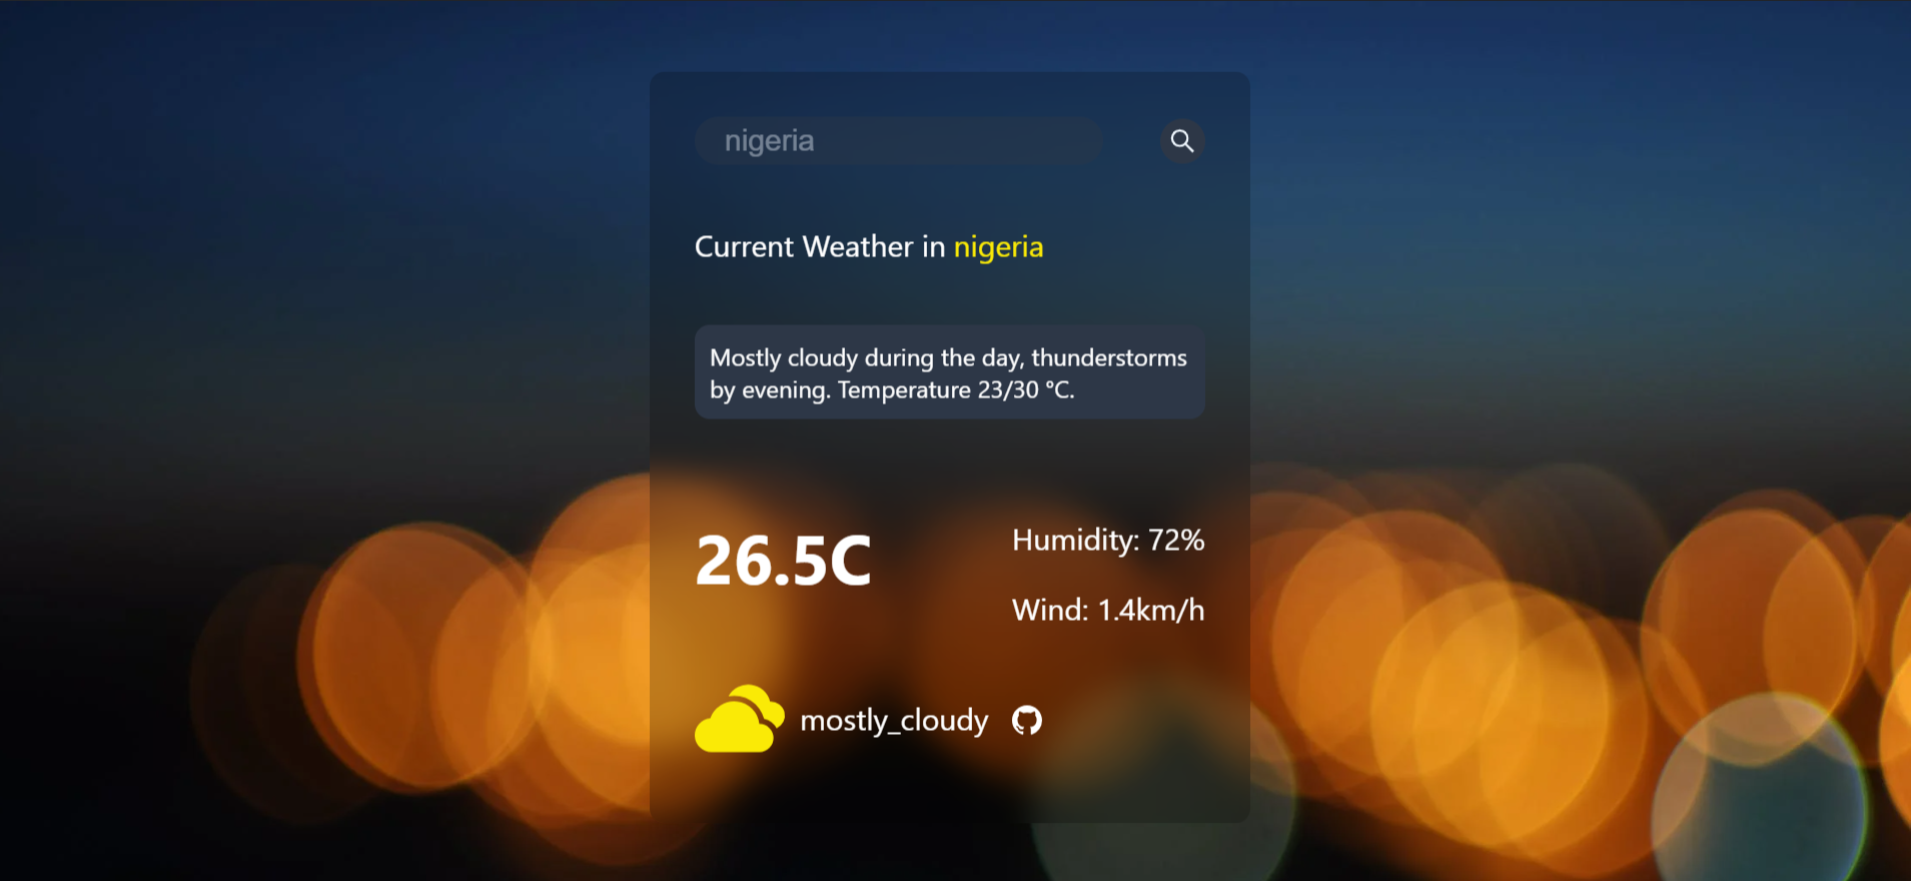 nigeria
Current Weather in nigeria
Mostly cloudy during the day, thunderstorms
by evening. Temperature 23/30 °C.
26.5C
Humidity: 72%
Wind: 1.4km/h
mostly_cloudy